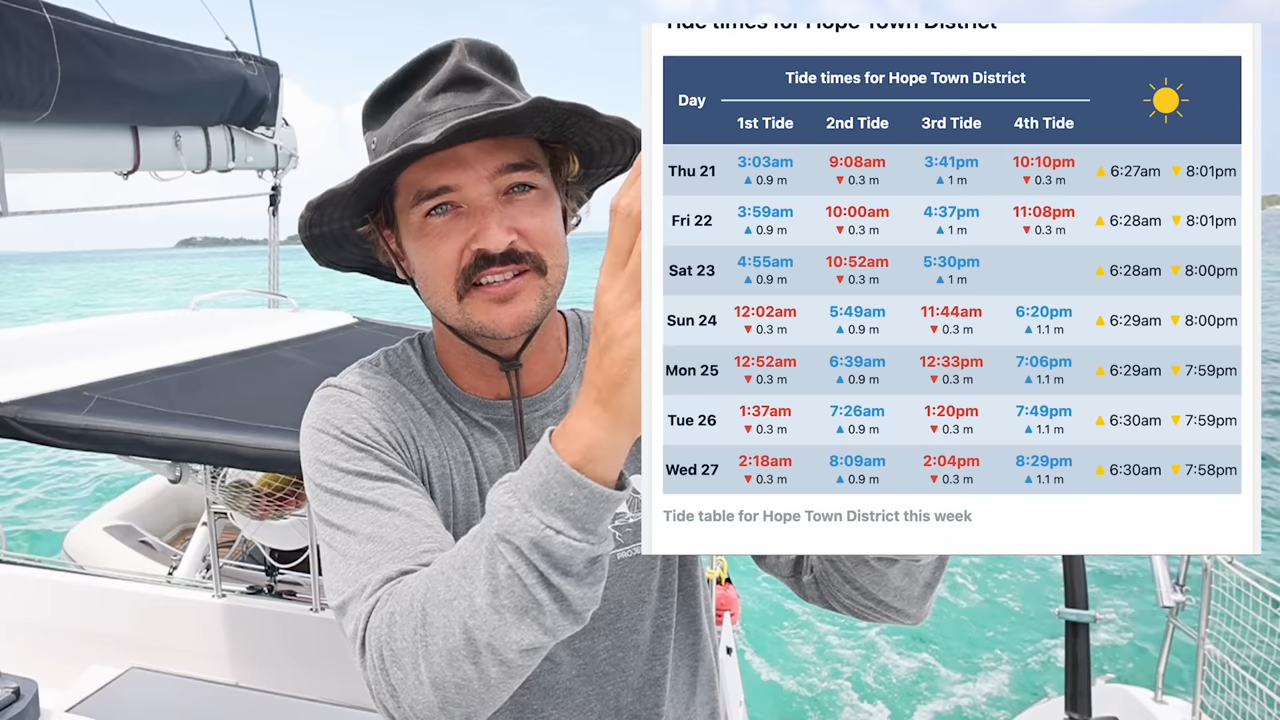 Tide times for Hope Town District
Tide times for Hope Town District
Day
1st Tide 2nd Tide 3rd Tide 4th Tide
Thu 21 3:03am 9:08am 3:41pm 10:10pm ▲ 6:27am ▼ 8:01pm
▲ 0.9 m ▼ 0.3 m ▲ 1 m ▼ 0.3 m
Fri 22 3:59am 10:00am 4:37pm 11:08pm ▲ 6:28am ▼ 8:01pm
▲ 0.9 m ▼ 0.3 m ▲ 1 m ▼ 0.3 m
Sat 23 4:55am 10:52am 5:30pm ▲ 6:28am ▼ 8:00pm
▲ 0.9 m ▼ 0.3 m ▲ 1 m
Sun 24 12:02am 5:49am 11:44am 6:20pm ▲ 6:29am ▼ 8:00pm
▼ 0.3 m ▲ 0.9 m ▼ 0.3 m ▲ 1.1 m
Mon 25 12:52am 6:39am 12:33pm 7:06pm ▲ 6:29am ▼ 7:59pm
▼ 0.3 m ▲ 0.9 m ▼ 0.3 m ▲ 1.1 m
Tue 26 1:37am 7:26am 1:20pm 7:49pm ▲ 6:30am ▼ 7:59pm
▼ 0.3 m ▲ 0.9 m ▼ 0.3 m ▲ 1.1 m
Wed 27 2:18am 8:09am 2:04pm 8:29pm ▲ 6:30am ▼ 7:58pm
▼ 0.3 m ▲ 0.9 m ▼ 0.3 m ▲ 1.1 m
Tide table for Hope Town District this week